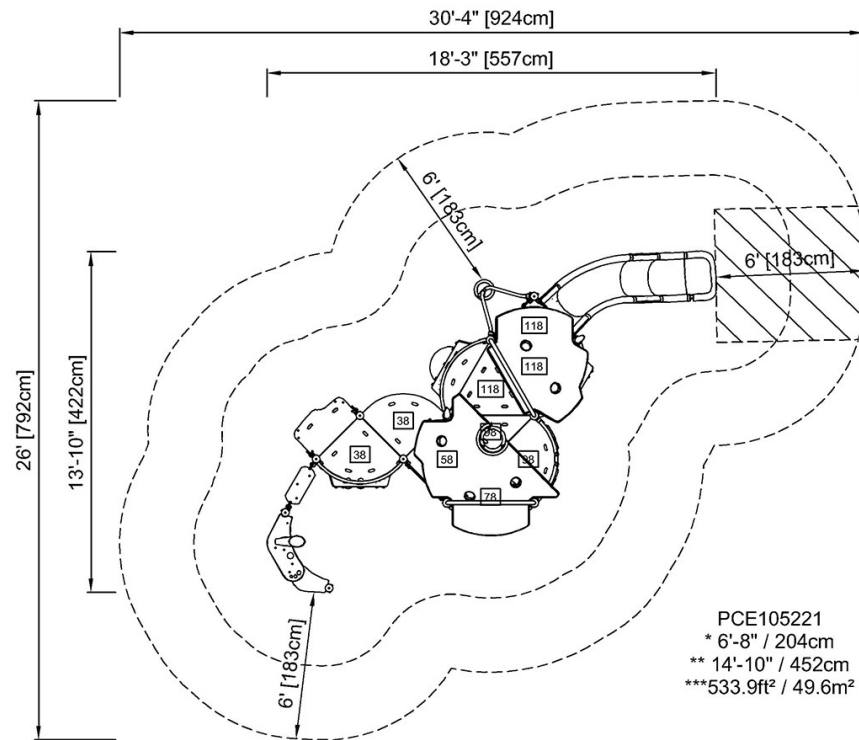 30'-4" [924cm]
18'-3" [557cm]
6' [183cm]
26' [792cm]
13'-10" [422cm]
6' [183cm]
118
118
118
38
38
58
98
78
6' [183cm]
PCE105221
* 6'-8" / 204cm
** 14'-10" / 452cm
***533.9ft² / 49.6m²